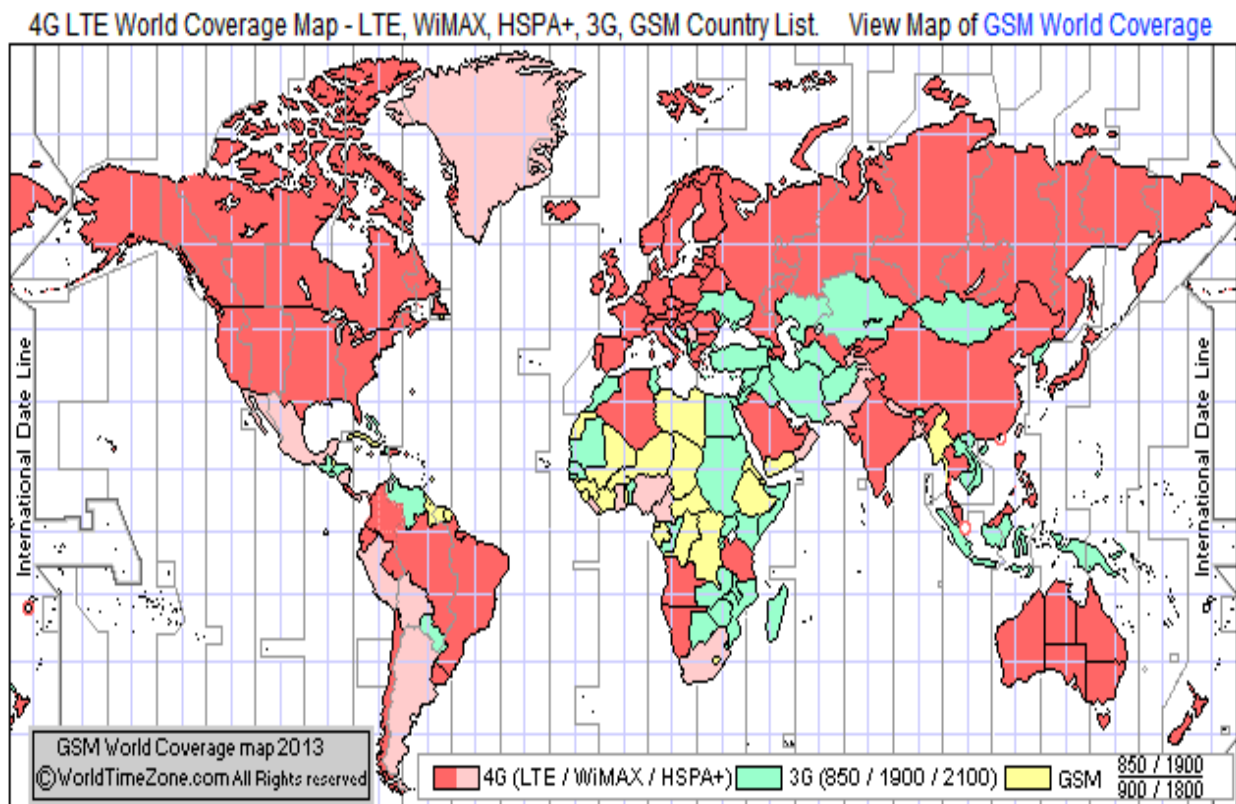 4G LTE World Coverage Map - LTE, WiMAX, HSPA+, 3G, GSM Country List. View Map of GSM World Coverage
International Date Line
International Date Line
GSM World Coverage map 2013
©WorldTimeZone.com All Rights reserved
4G (LTE / WiMAX / HSPA+) 3G (850 / 1900 / 2100) GSM 850 / 1900
900 / 1800